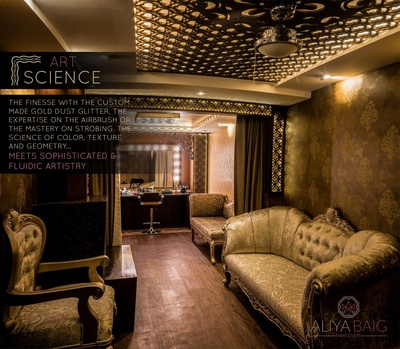 ART
SCIENCE
THE FINESSE WITH THE CUSTOM
MADE GOLD DUST GLITTER, THE
EXPERTISE ON THE AIRBRUSH OR
THE MASTERY ON STROBING. THE
SCIENCE OF COLOR, TEXTURE
AND GEOMETRY...
MEETS SOPHISTICATED &
FLUIDIC ARTISTRY
ALIYA BAIG